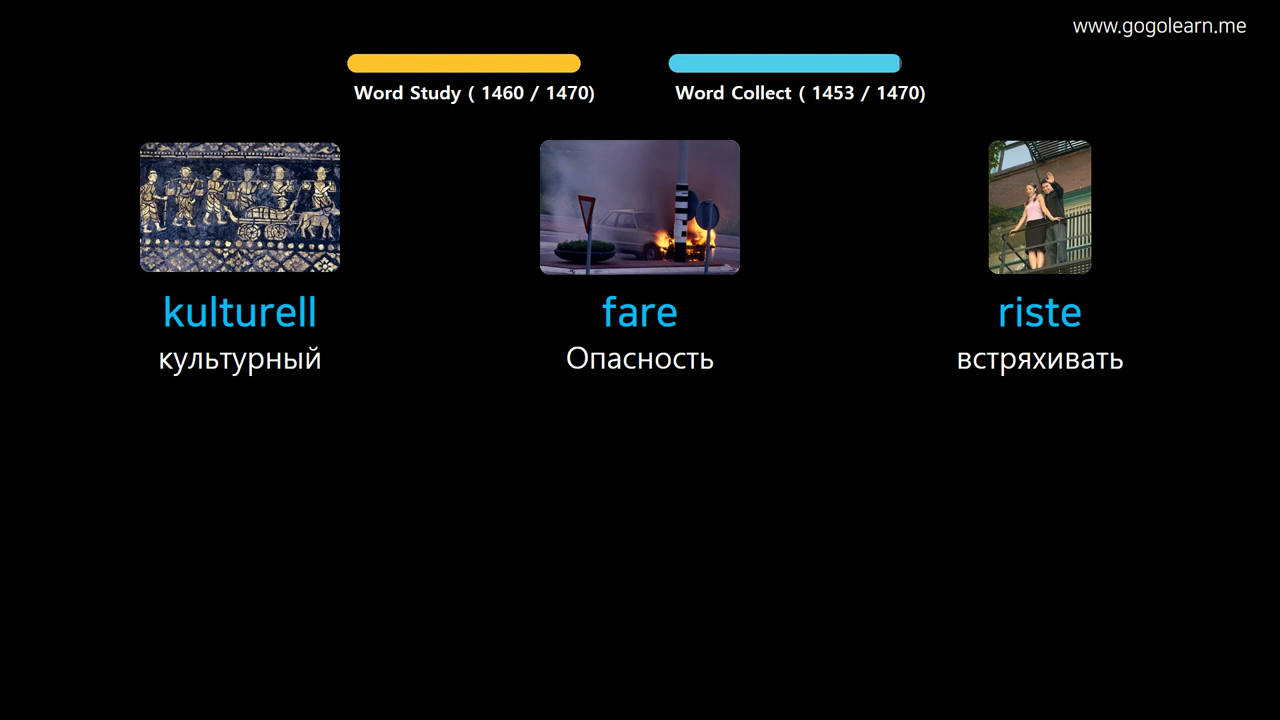 www.gogolearn.me
Word Study ( 1460 / 1470)
Word Collect ( 1453 / 1470)
kulturell
культурный
fare
Опасность
riste
встряхивать